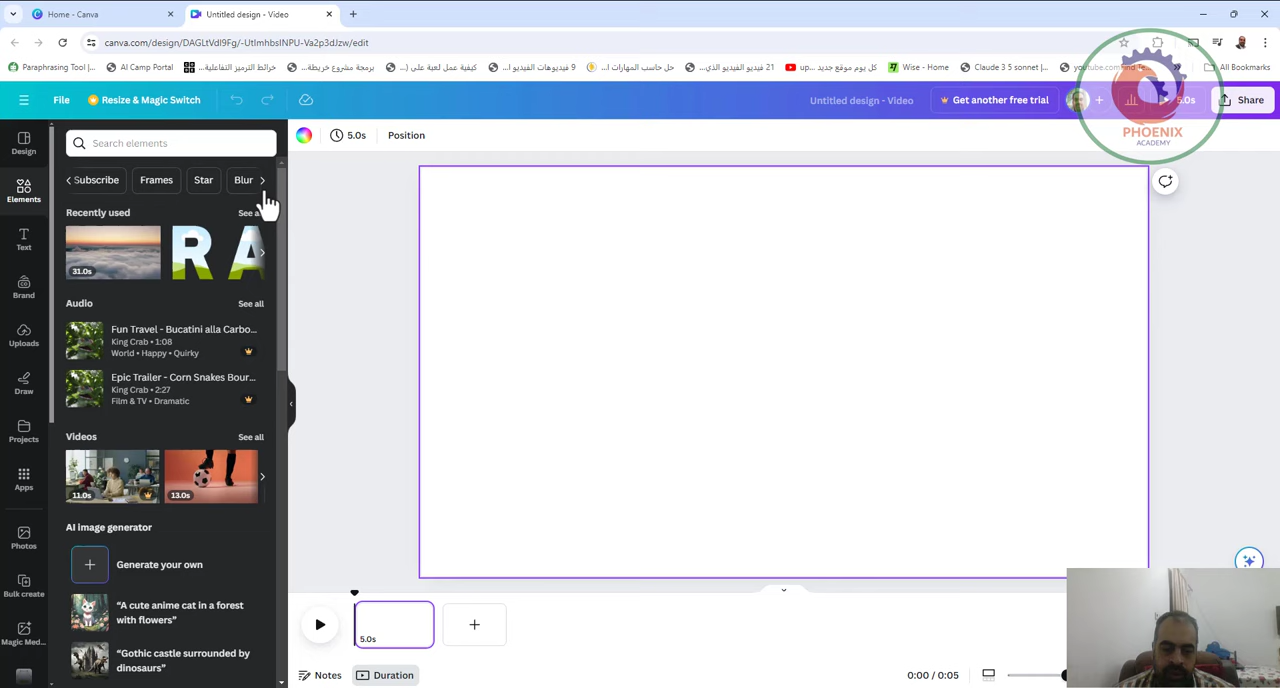 Home - Canva
Untitled design - Video
canva.com/design/DAGLtVdI9Fg/-UtImhbsINPU-Va2p3dJzw/edit
Paraphrasing Tool |...
AI Camp Portal
خرائط الترميز التفاعلية...
برمجة مشروع خريطة...
كيفية عمل لعبة على (...
9 فيوهات الفيديو ا...
حل حاسب المهارات ا...
21 فيديو الفيديو الذي...
كل يوم موقع جديد up...
Wise - Home
Claude 3 5 sonnet |...
All Bookmarks
File
Resize & Magic Switch
Untitled design - Video
Get another free trial
5.0s
Share
PHOENIX
ACADEMY
Design
Elements
Text
Brand
Uploads
Draw
Projects
Apps
Photos
Bulk create
Magic Med...
Search elements
5.0s
Position
Subscribe
Frames
Star
Blur
Recently used
See a
31.0s
R A
Audio
See all
Fun Travel - Bucatini alla Carbo...
King Crab • 1:08
World • Happy • Quirky
Epic Trailer - Corn Snakes Bour...
King Crab • 2:27
Film & TV • Dramatic
Videos
See all
11.0s
13.0s
AI image generator
Generate your own
“A cute anime cat in a forest
with flowers”
“Gothic castle surrounded by
dinosaurs”
5.0s
Notes
Duration
0:00 / 0:05